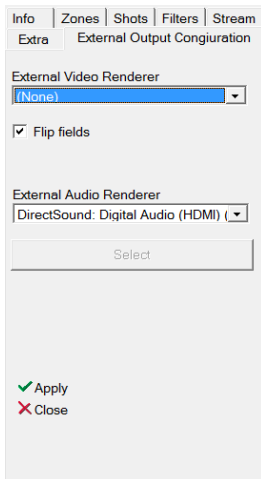 Info Zones Shots Filters Stream
Extra External Output Congiuration
External Video Renderer
(None)
Flip fields
External Audio Renderer
DirectSound: Digital Audio (HDMI) (
Select
Apply
Close